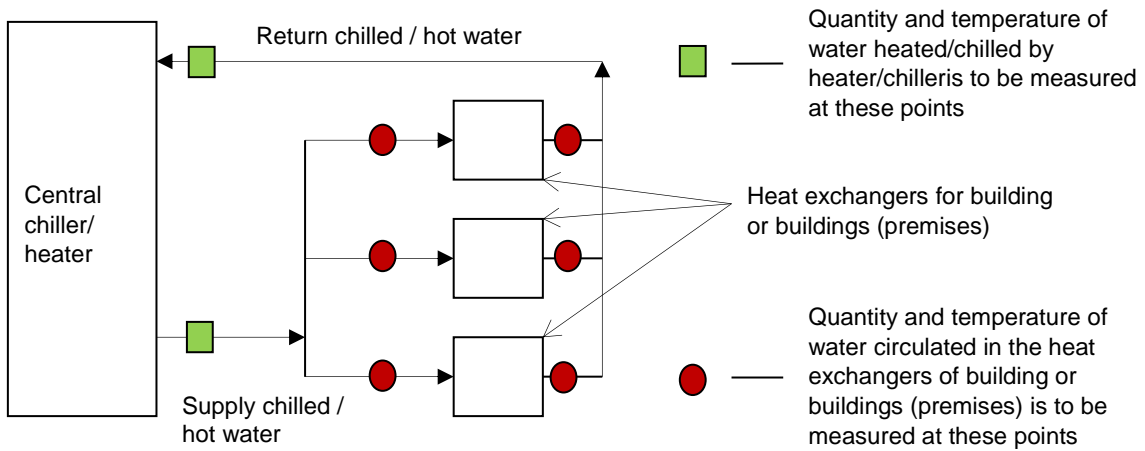 Return chilled / hot water
Quantity and temperature of
water heated/chilled by
heater/chilleris to be measured
at these points
Central
chiller/
heater
Heat exchangers for building
or buildings (premises)
Supply chilled /
hot water
Quantity and temperature of
water circulated in the heat
exchangers of building or
buildings (premises) is to be
measured at these points